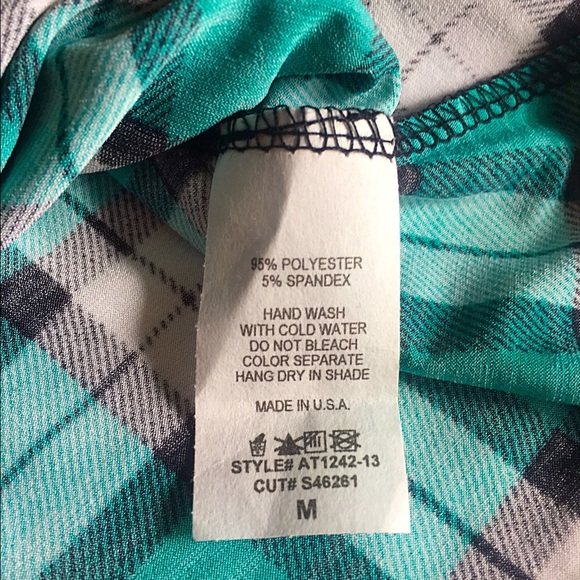 95% POLYESTER
5% SPANDEX
HAND WASH
WITH COLD WATER
DO NOT BLEACH
COLOR SEPARATE
HANG DRY IN SHADE
MADE IN U.S.A.
STYLE# AT1242-13
CUT# S46261
M